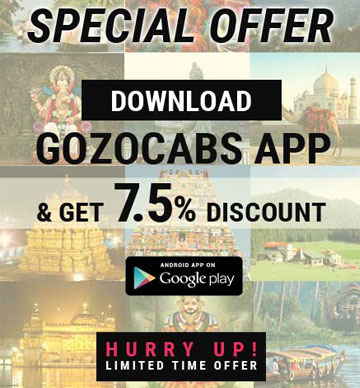 SPECIAL OFFER
DOWNLOAD
GOZOCABS APP
& GET 7.5% DISCOUNT
ANDROID APP ON
Google play
HURRY UP!
LIMITED TIME OFFER